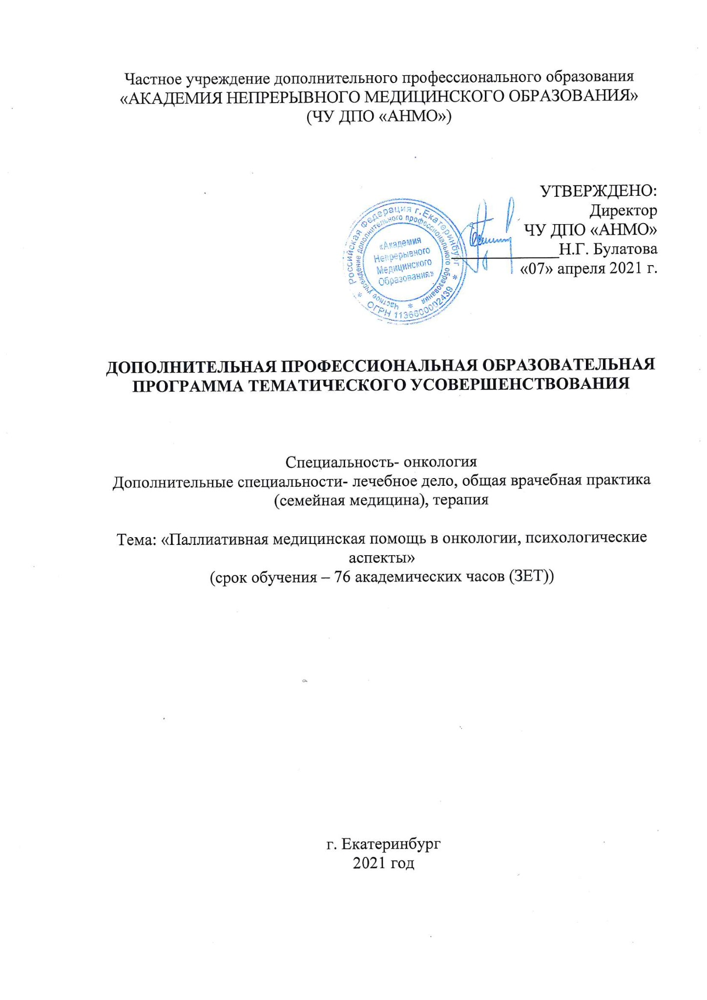 Частное учреждение дополнительного профессионального образования
«АКАДЕМИЯ НЕПРЕРЫВНОГО МЕДИЦИНСКОГО ОБРАЗОВАНИЯ»
(ЧУ ДПО «АНМО»)
УТВЕРЖДЕНО:
Директор
ЧУ ДПО «АНМО»
Н.Г. Булатова
«07» апреля 2021 г.
* Российская Федерация г.Екатеринбург *
ОГРН 1136600002439
* Частное учреждение дополнительного профессионального образования
«Академия
Непрерывного
Медицинского
Образования»
ДОПОЛНИТЕЛЬНАЯ ПРОФЕССИОНАЛЬНАЯ ОБРАЗОВАТЕЛЬНАЯ
ПРОГРАММА ТЕМАТИЧЕСКОГО УСОВЕРШЕНСТВОВАНИЯ
Специальность- онкология
Дополнительные специальности- лечебное дело, общая врачебная практика
(семейная медицина), терапия
Тема: «Паллиативная медицинская помощь в онкологии, психологические
аспекты»
(срок обучения – 76 академических часов (ЗЕТ))
г. Екатеринбург
2021 год